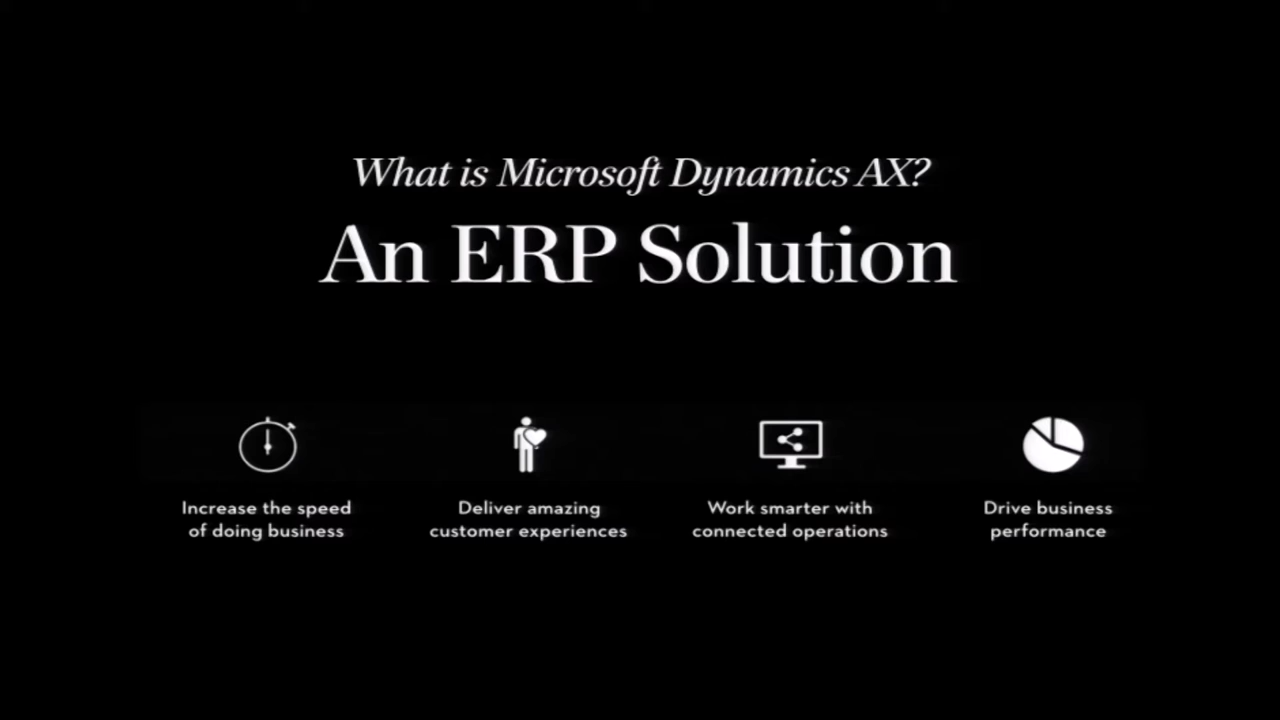 What is Microsoft Dynamics AX?
An ERP Solution
Increase the speed
of doing business
Deliver amazing
customer experiences
Work smarter with
connected operations
Drive business
performance